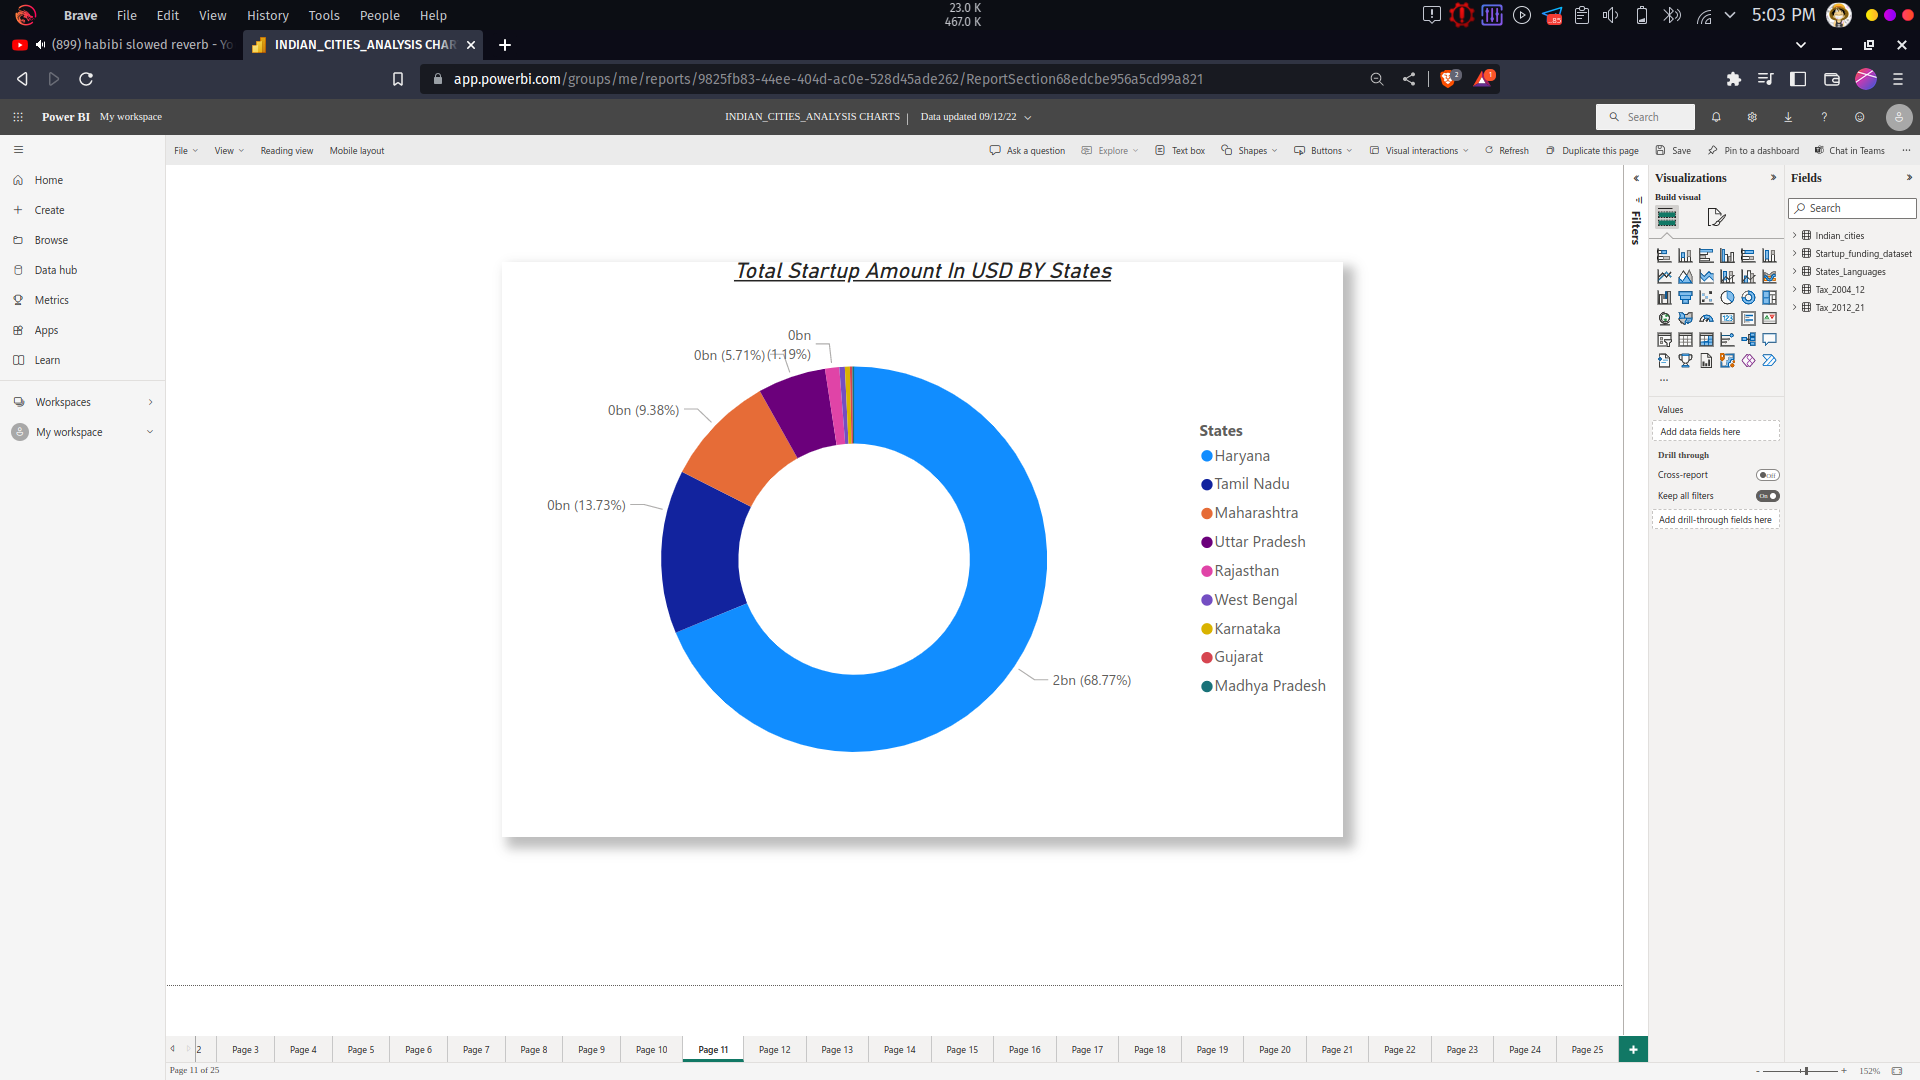 Brave File Edit View History Tools People Help
23.0 K
467.0 K
85
5:03 PM
(899) habibi slowed reverb - Yo
INDIAN_CITIES_ANALYSIS CHAR
app.powerbi.com/groups/me/reports/9825fb83-44ee-404d-ac0e-528d45ade262/ReportSection68edcbe956a5cd99a821
2
1
Power BI My workspace
INDIAN_CITIES_ANALYSIS CHARTS | Data updated 09/12/22
Search
File View Reading view Mobile layout
Ask a question Explore Text box Shapes Buttons Visual interactions Refresh Duplicate this page Save Pin to a dashboard Chat in Teams
Home
Create
Browse
Data hub
Metrics
Apps
Learn
Workspaces
My workspace
Total Startup Amount In USD BY States
0bn
(1.19%)
0bn (5.71%)
0bn (9.38%)
0bn (13.73%)
2bn (68.77%)
States
Haryana
Tamil Nadu
Maharashtra
Uttar Pradesh
Rajasthan
West Bengal
Karnataka
Gujarat
Madhya Pradesh
Filters
Visualizations
Build visual
123
Values
Add data fields here
Drill through
Cross-report
Off
Keep all filters
On
Add drill-through fields here
Fields
Search
Indian_cities
Startup_funding_dataset
States_Languages
Tax_2004_12
Tax_2012_21
2 Page 3 Page 4 Page 5 Page 6 Page 7 Page 8 Page 9 Page 10 Page 11 Page 12 Page 13 Page 14 Page 15 Page 16 Page 17 Page 18 Page 19 Page 20 Page 21 Page 22 Page 23 Page 24 Page 25
Page 11 of 25
- + 152%